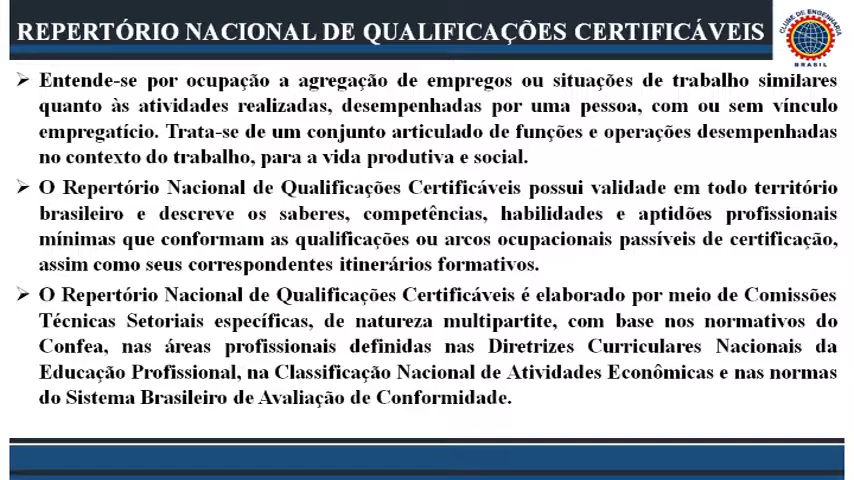 REPERTÓRIO NACIONAL DE QUALIFICAÇÕES CERTIFICÁVEIS
CLUBE DE ENGENHARIA
BRASIL
➢ Entende-se por ocupação a agregação de empregos ou situações de trabalho similares
quanto às atividades realizadas, desempenhadas por uma pessoa, com ou sem vínculo
empregatício. Trata-se de um conjunto articulado de funções e operações desempenhadas
no contexto do trabalho, para a vida produtiva e social.
➢ O Repertório Nacional de Qualificações Certificáveis possui validade em todo território
brasileiro e descreve os saberes, competências, habilidades e aptidões profissionais
mínimas que conformam as qualificações ou arcos ocupacionais passíveis de certificação,
assim como seus correspondentes itinerários formativos.
➢ O Repertório Nacional de Qualificações Certificáveis é elaborado por meio de Comissões
Técnicas Setoriais específicas, de natureza multipartite, com base nos normativos do
Confea, nas áreas profissionais definidas nas Diretrizes Curriculares Nacionais da
Educação Profissional, na Classificação Nacional de Atividades Econômicas e nas normas
do Sistema Brasileiro de Avaliação de Conformidade.